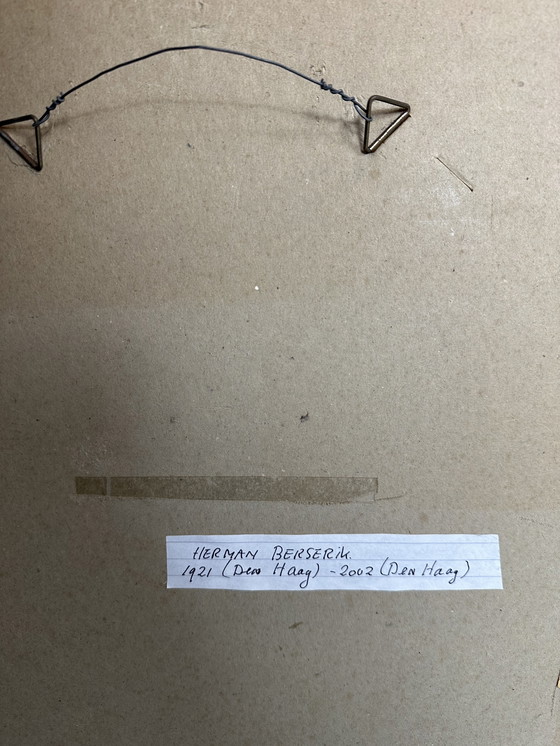 HERMAN BERSERIK.
1921 (Den Haag) - 2002 (Den Haag)